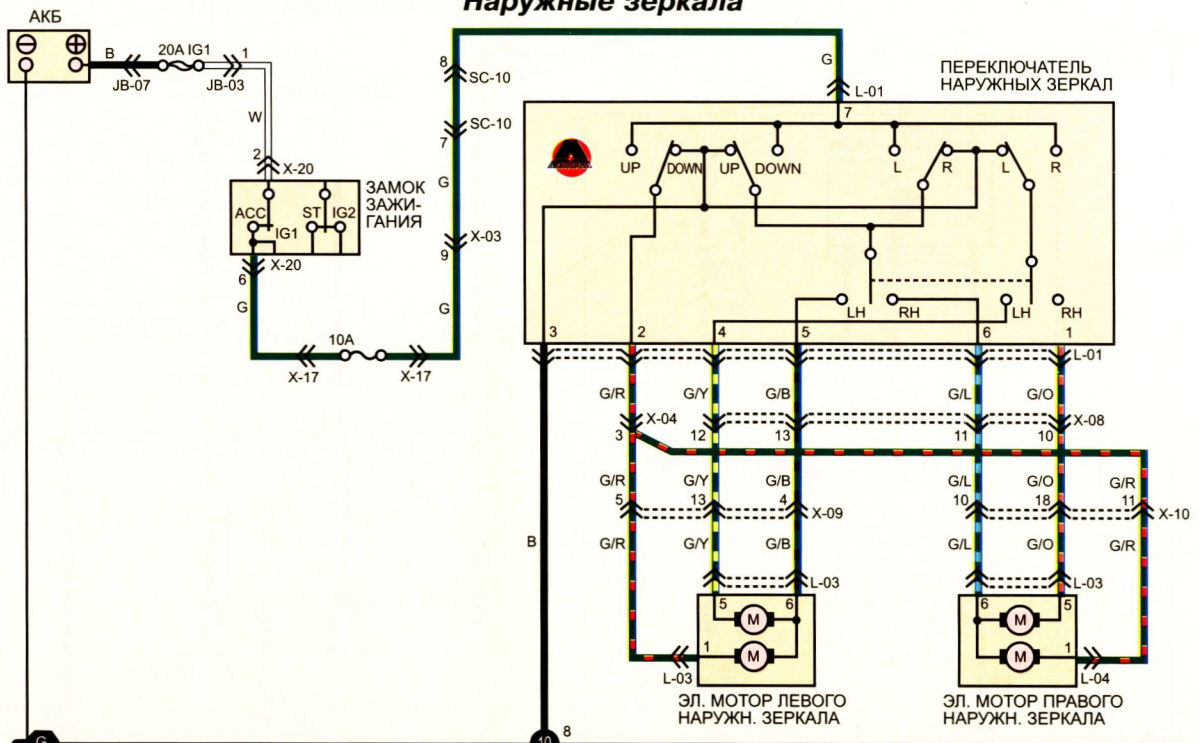 Наружные зеркала
АКБ
B
20A IG1
1
JB-07
JB-03
W
2
X-20
ЗАМОК
ЗАЖИ-
ГАНИЯ
ACC
IG1
ST
IG2
X-20
6
G
10A
X-17
X-17
8
SC-10
SC-10
7
G
X-03
9
G
G
L-01
7
ПЕРЕКЛЮЧАТЕЛЬ
НАРУЖНЫХ ЗЕРКАЛ
UP
DOWN
UP
DOWN
L
R
L
R
LH
RH
LH
RH
3
2
4
5
6
1
L-01
G/R
G/Y
G/B
G/L
G/O
X-04
X-08
3
12
13
11
10
G/R
G/Y
G/B
G/L
G/O
G/R
5
13
4
10
18
11
X-09
X-10
B
G/R
G/Y
G/B
G/L
G/O
G/R
L-03
L-03
5
6
6
5
M
M
M
M
1
1
L-03
L-04
ЭЛ. МОТОР ЛЕВОГО
НАРУЖН. ЗЕРКАЛА
ЭЛ. МОТОР ПРАВОГО
НАРУЖН. ЗЕРКАЛА
G
10
8